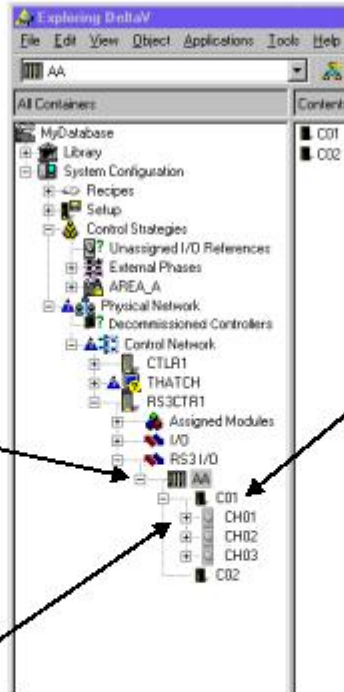 Exploring DeltaV
File Edit View Object Applications Tools Help
AA
All Containers
Contents
MyDatabase
Library
System Configuration
Recipes
Setup
Control Strategies
Unassigned I/O References
External Phases
AREA_A
Physical Network
Decommissioned Controllers
Control Network
CTLR1
THATCH
RS3CTR1
Assigned Modules
I/O
RS3 I/O
AA
C01
CH01
CH02
CH03
C02
C01
C02